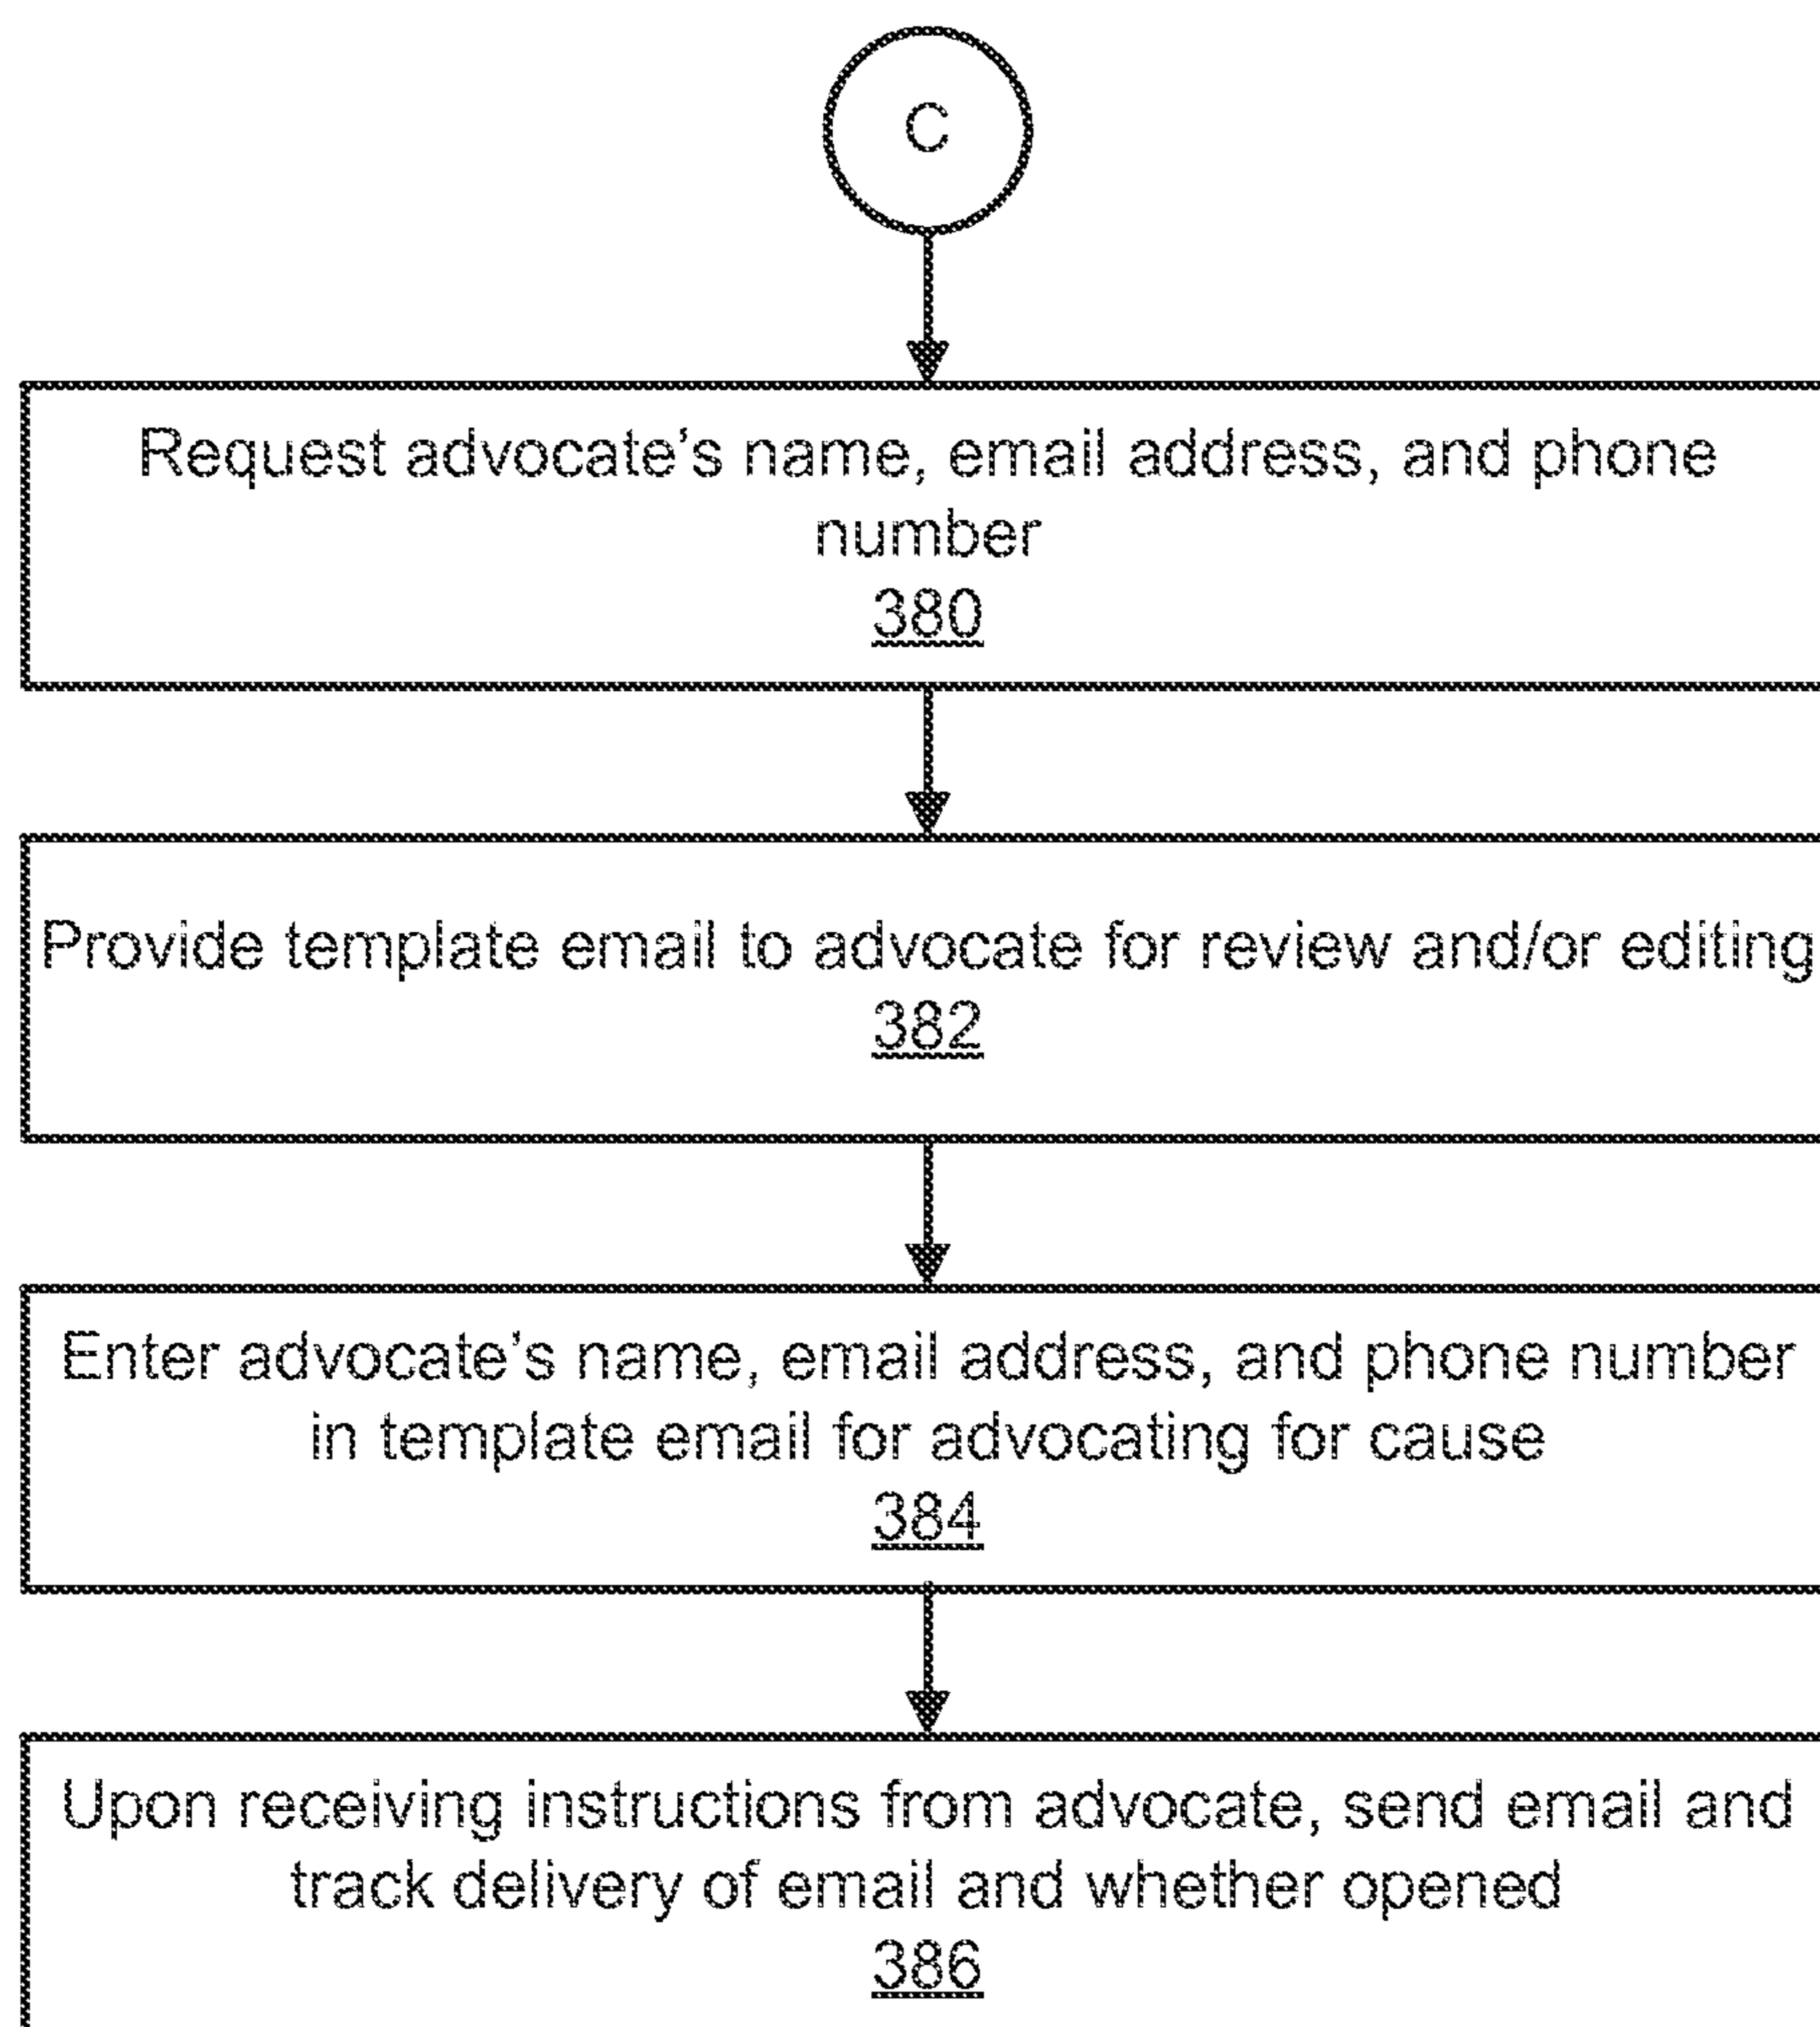 C
Request advocate's name, email address, and phone
number
380
Provide template email to advocate for review and/or editing
382
Enter advocate's name, email address, and phone number
in template email for advocating for cause
384
Upon receiving instructions from advocate, send email and
track delivery of email and whether opened
386